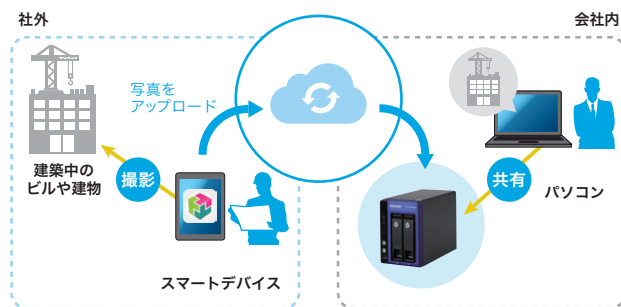 社外
会社内
写真を
アップロード
建築中の
ビルや建物
撮影
共有
パソコン
スマートデバイス